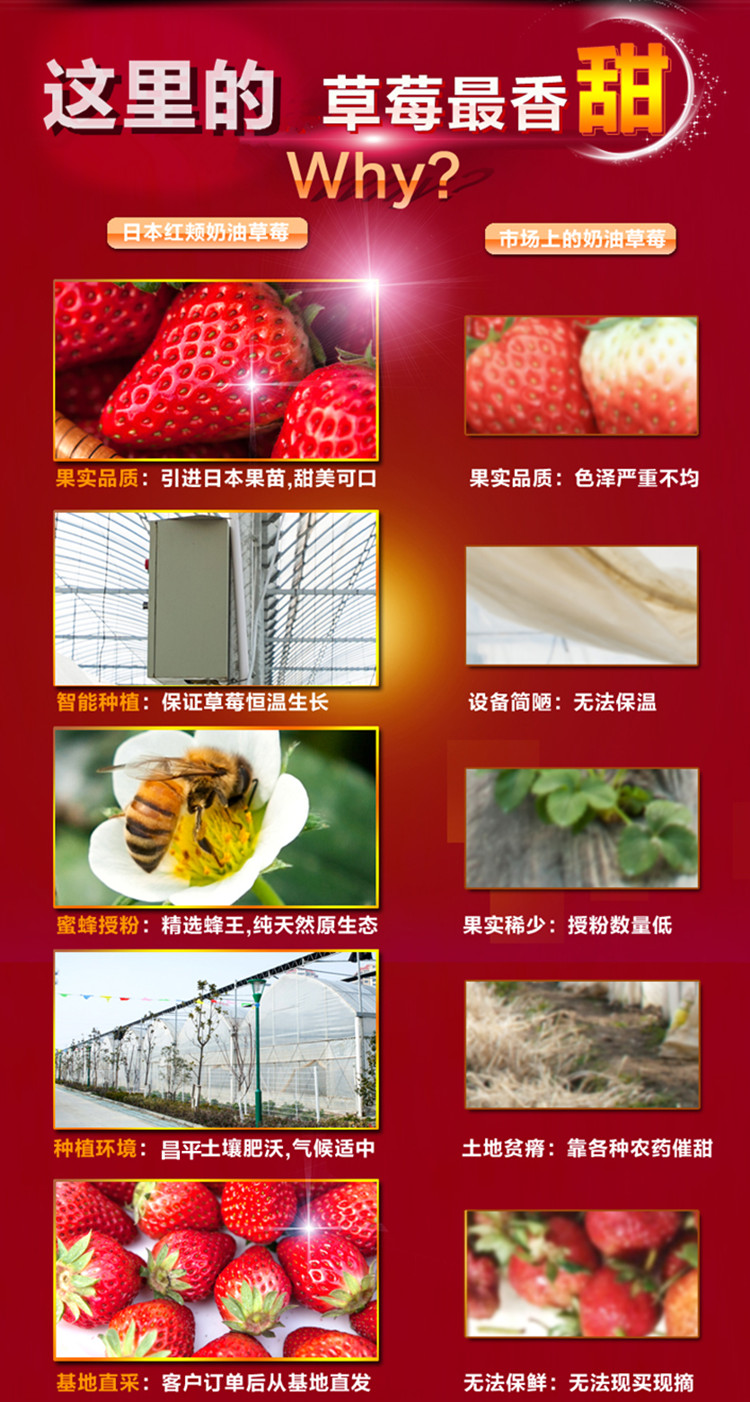 这里的 草莓最香甜
Why?
日本红颊奶油草莓
市场上的奶油草莓
果实品质：引进日本果苗,甜美可口
果实品质：色泽严重不均
智能种植：保证草莓恒温生长
设备简陋：无法保温
蜜蜂授粉：精选蜂王,纯天然原生态
果实稀少：授粉数量低
种植环境：昌平土壤肥沃,气候适中
土地贫瘠：靠各种农药催甜
基地直采：客户订单后从基地直发
无法保鲜：无法现买现摘